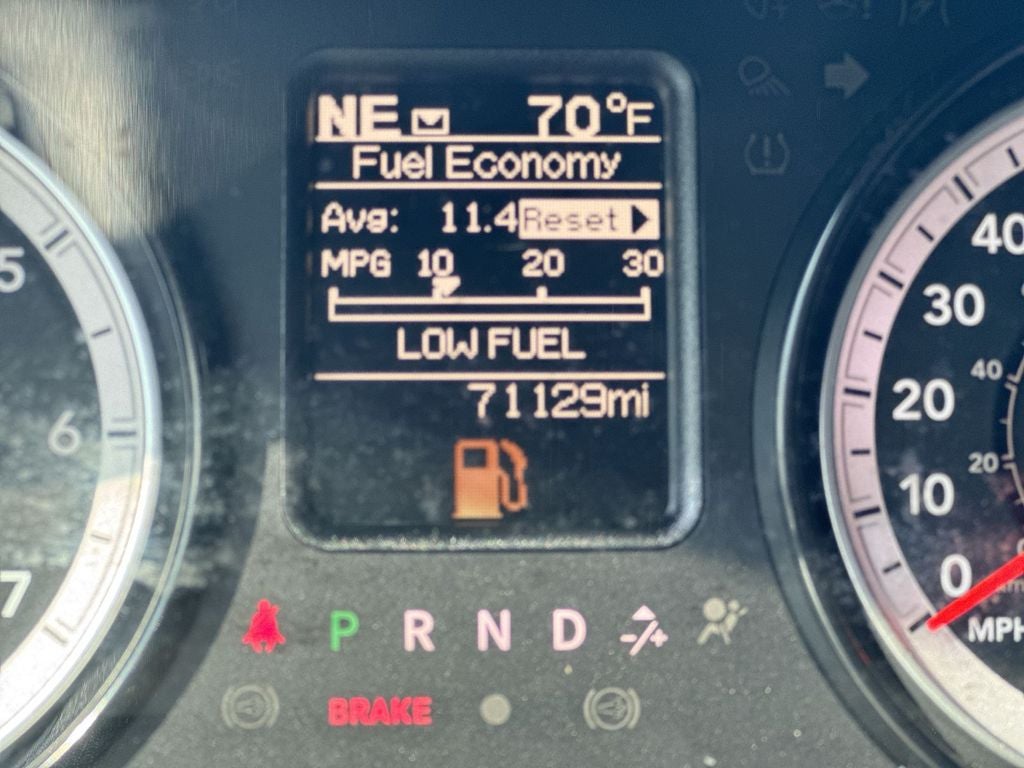 NE 70°F
Fuel Economy
Avg: 11.4 Reset
MPG 10 20 30
LOW FUEL
71129mi
P R N D -/+
BRAKE
5
6
7
40
30
20
10
0
MPH
40
20